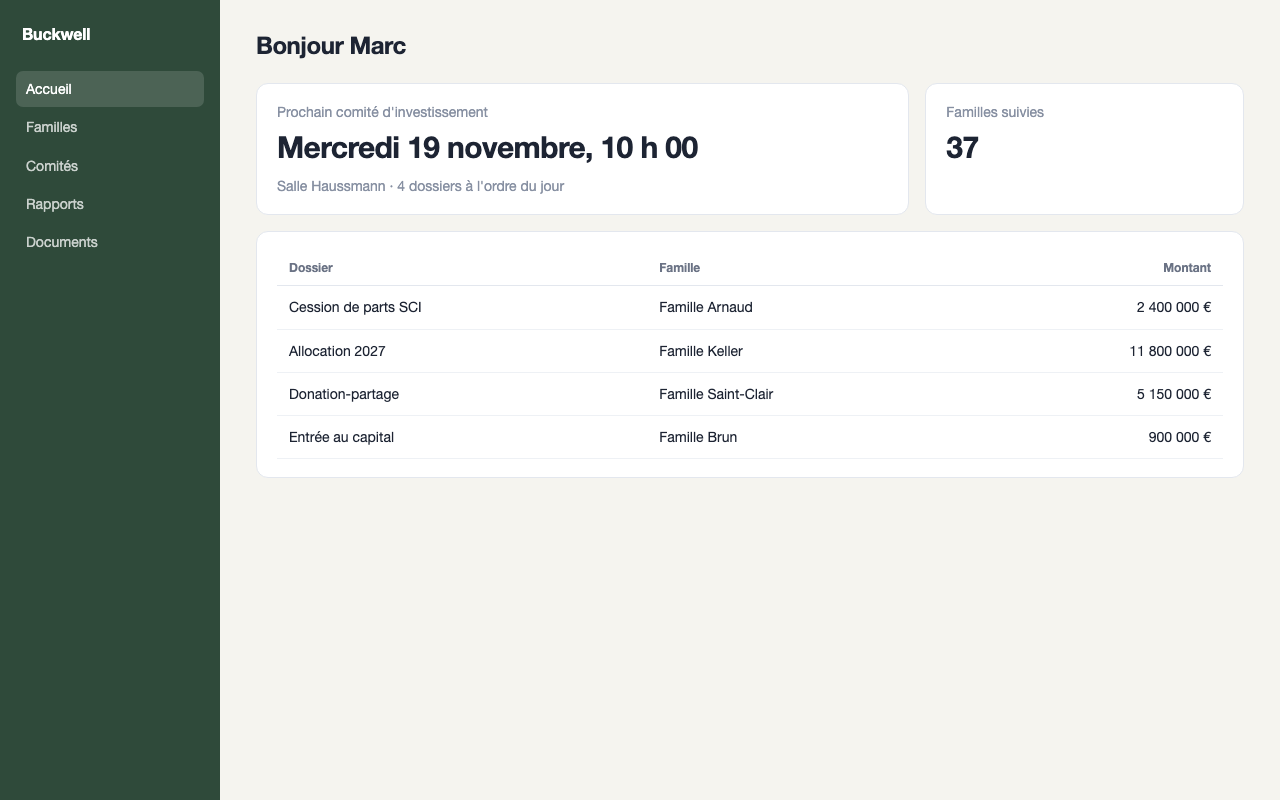 Buckwell
Accueil
Familles
Comités
Rapports
Documents
Bonjour Marc
Prochain comité d'investissement
Mercredi 19 novembre, 10 h 00
Salle Haussmann · 4 dossiers à l'ordre du jour
Familles suivies
37
Dossier Famille Montant
Cession de parts SCI Famille Arnaud 2 400 000 €
Allocation 2027 Famille Keller 11 800 000 €
Donation-partage Famille Saint-Clair 5 150 000 €
Entrée au capital Famille Brun 900 000 €